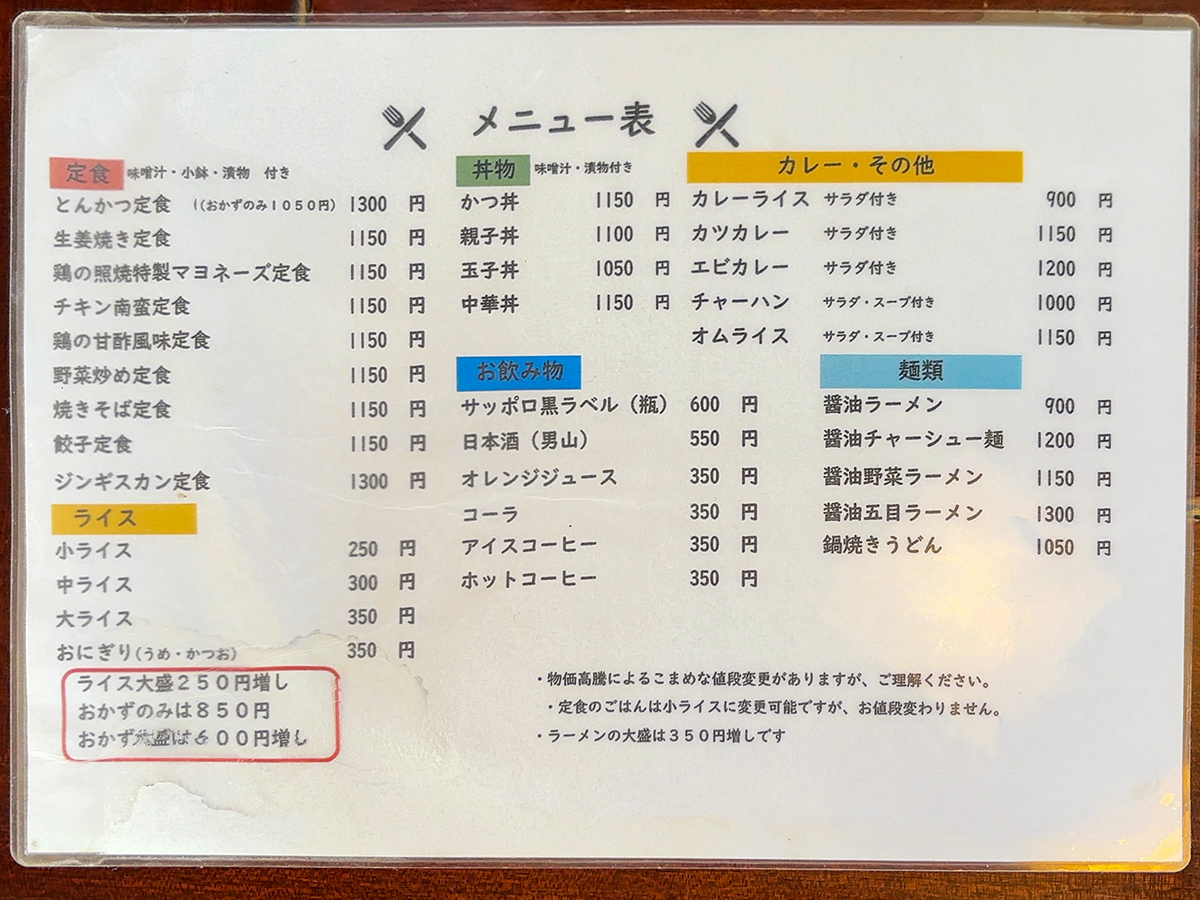 メニュー表
定食 味噌汁・小鉢・漬物 付き
とんかつ定食 ((おかずのみ1050円) 1300 円
生姜焼き定食 1150 円
鶏の照焼特製マヨネーズ定食 1150 円
チキン南蛮定食 1150 円
鶏の甘酢風味定食 1150 円
野菜炒め定食 1150 円
焼きそば定食 1150 円
餃子定食 1150 円
ジンギスカン定食 1300 円
ライス
小ライス 250 円
中ライス 300 円
大ライス 350 円
おにぎり(うめ・かつお) 350 円
ライス大盛250円増し
おかずのみは850円
おかず大盛は600円増し
丼物 味噌汁・漬物付き
かつ丼 1150 円
親子丼 1100 円
玉子丼 1050 円
中華丼 1150 円
お飲み物
サッポロ黒ラベル(瓶) 600 円
日本酒(男山) 550 円
オレンジジュース 350 円
コーラ 350 円
アイスコーヒー 350 円
ホットコーヒー 350 円
カレー・その他
カレーライス サラダ付き 900 円
カツカレー サラダ付き 1150 円
エビカレー サラダ付き 1200 円
チャーハン サラダ・スープ付き 1000 円
オムライス サラダ・スープ付き 1150 円
麺類
醤油ラーメン 900 円
醤油チャーシュー麺 1200 円
醤油野菜ラーメン 1150 円
醤油五目ラーメン 1300 円
鍋焼きうどん 1050 円
・物価高騰によるこまめな値段変更がありますが、ご理解ください。
・定食のごはんは小ライスに変更可能ですが、お値段変わりません。
・ラーメンの大盛は350円増しです